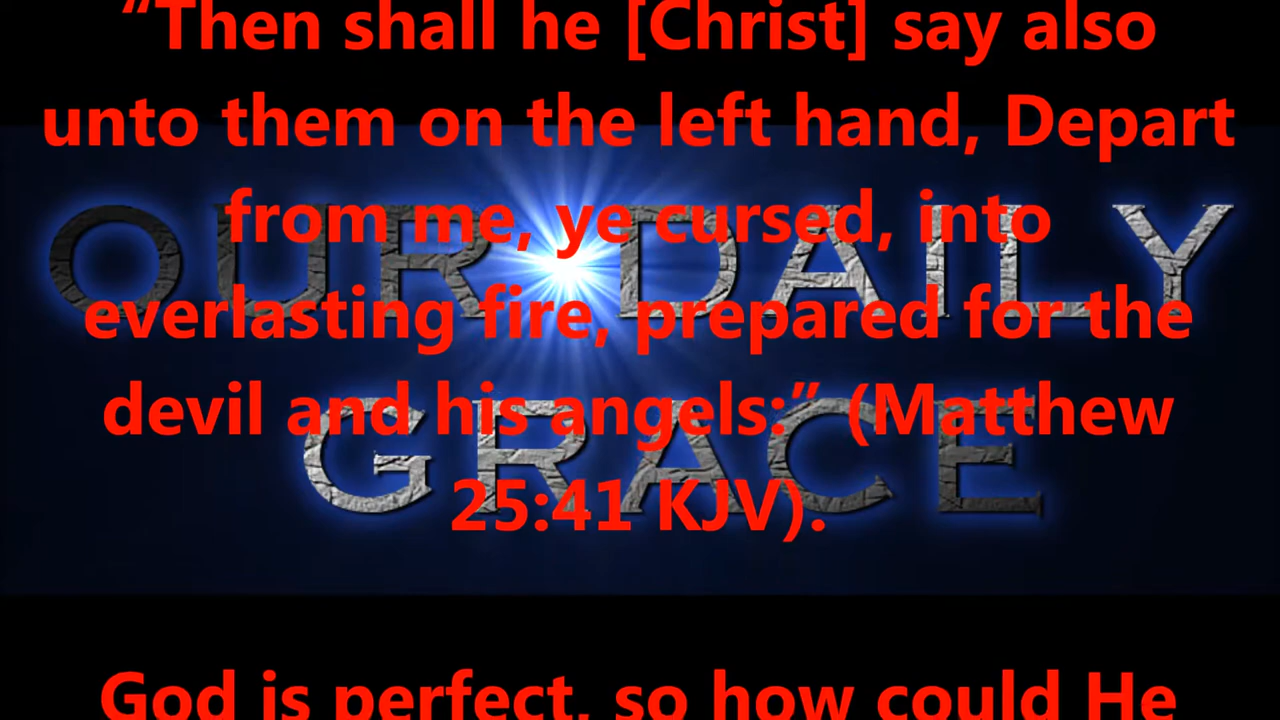 “Then shall he [Christ] say also
unto them on the left hand, Depart
from me, ye cursed, into
everlasting fire, prepared for the
devil and his angels:” (Matthew
25:41 KJV).
God is perfect, so how could He
OUR DAILY
GRACE